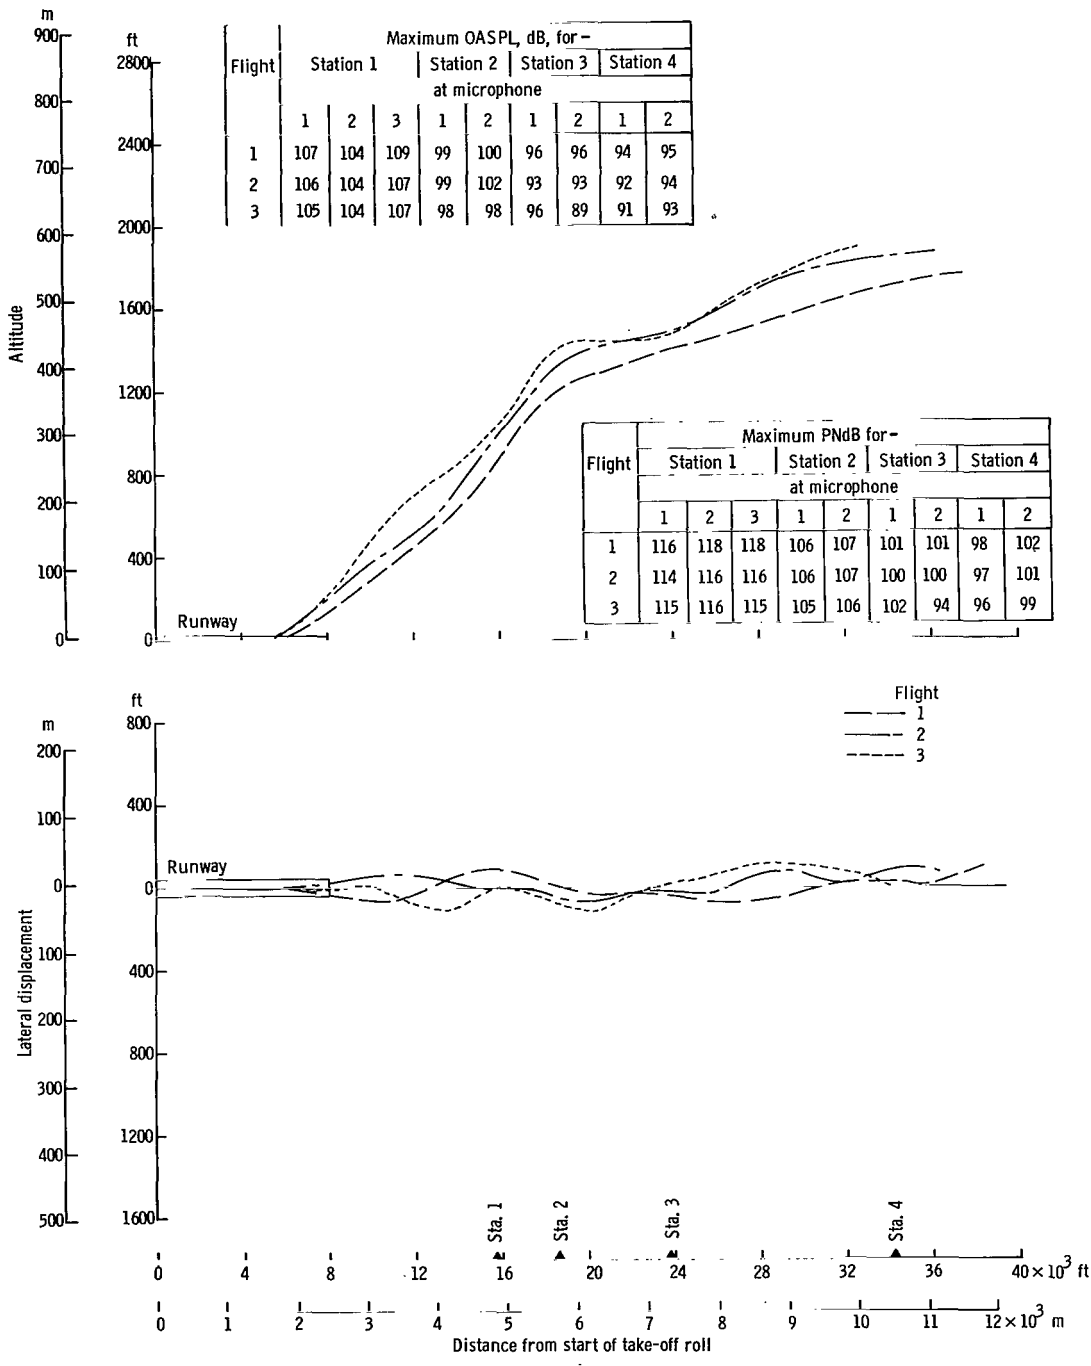 m
ft
900
800
700
600
500
400
300
200
100
0
Altitude
2800
2400
2000
1600
1200
800
400
0
Runway
Maximum OASPL, dB, for-
Flight Station 1 Station 2 Station 3 Station 4
at microphone
1 2 3 1 2 1 2 1 2
1 107 104 109 99 100 96 96 94 95
2 106 104 107 99 102 93 93 92 94
3 105 104 107 98 98 96 89 91 93
Maximum PNdB for-
Flight Station 1 Station 2 Station 3 Station 4
at microphone
1 2 3 1 2 1 2 1 2
1 116 118 118 106 107 101 101 98 102
2 114 116 116 106 107 100 100 97 101
3 115 116 115 105 106 102 94 96 99
Flight
1
2
3
m
ft
200
100
0
100
200
300
400
500
Lateral displacement
800
400
0
400
800
1200
1600
Runway
Sta. 1
Sta. 2
Sta. 3
Sta. 4
0 4 8 12 16 20 24 28 32 36 40×10³ ft
0 1 2 3 4 5 6 7 8 9 10 11 12×10³ m
Distance from start of take-off roll